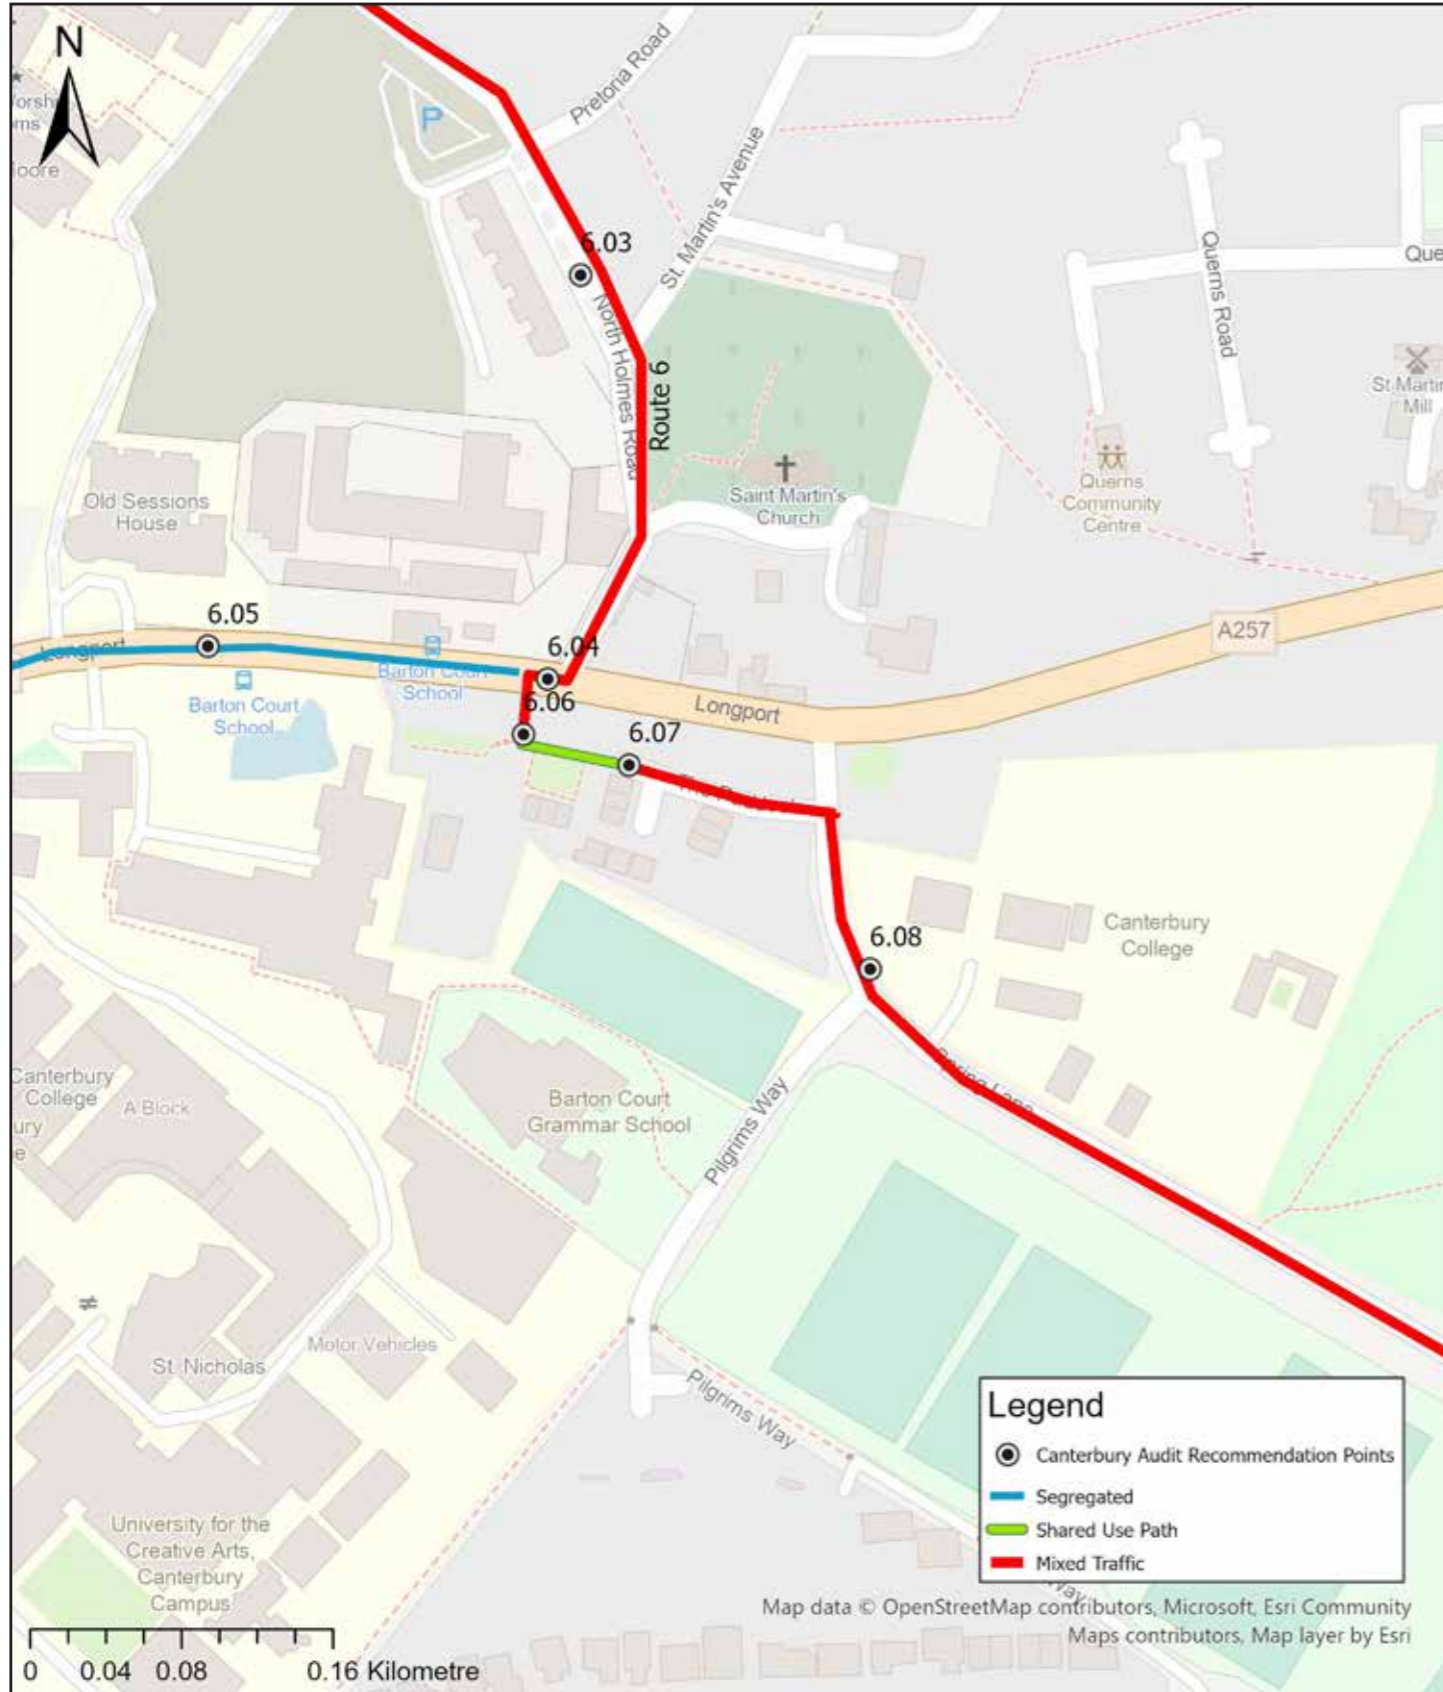 N
Pretoria Road
P
St. Martin's Avenue
6.03
North Holmes Road
Route 6
Querns Road
Saint Martin's
Church
Querns
Community
Centre
Mill
Old Sessions
House
6.05
Longport
Barton Court
School
Barton Court
School
6.04
6.06
6.07
A257
Longport
6.08
Canterbury
College
Spring Lane
Canterbury
College
A Block
Barton Court
Grammar School
Pilgrims Way
Motor Vehicles
St. Nicholas
Pilgrims Way
University for the
Creative Arts,
Canterbury
Campus
Legend
Canterbury Audit Recommendation Points
Segregated
Shared Use Path
Mixed Traffic
Way
Map data © OpenStreetMap contributors, Microsoft, Esri Community
Maps contributors, Map layer by Esri
0 0.04 0.08 0.16 Kilometre